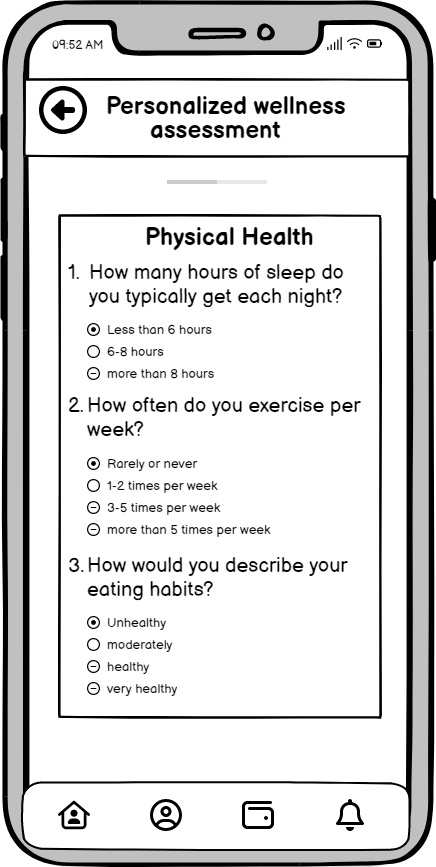 09:52 AM
Personalized wellness
assessment
Physical Health
1. How many hours of sleep do
you typically get each night?
Less than 6 hours
6-8 hours
more than 8 hours
2. How often do you exercise per
week?
Rarely or never
1-2 times per week
3-5 times per week
more than 5 times per week
3. How would you describe your
eating habits?
Unhealthy
moderately
healthy
very healthy